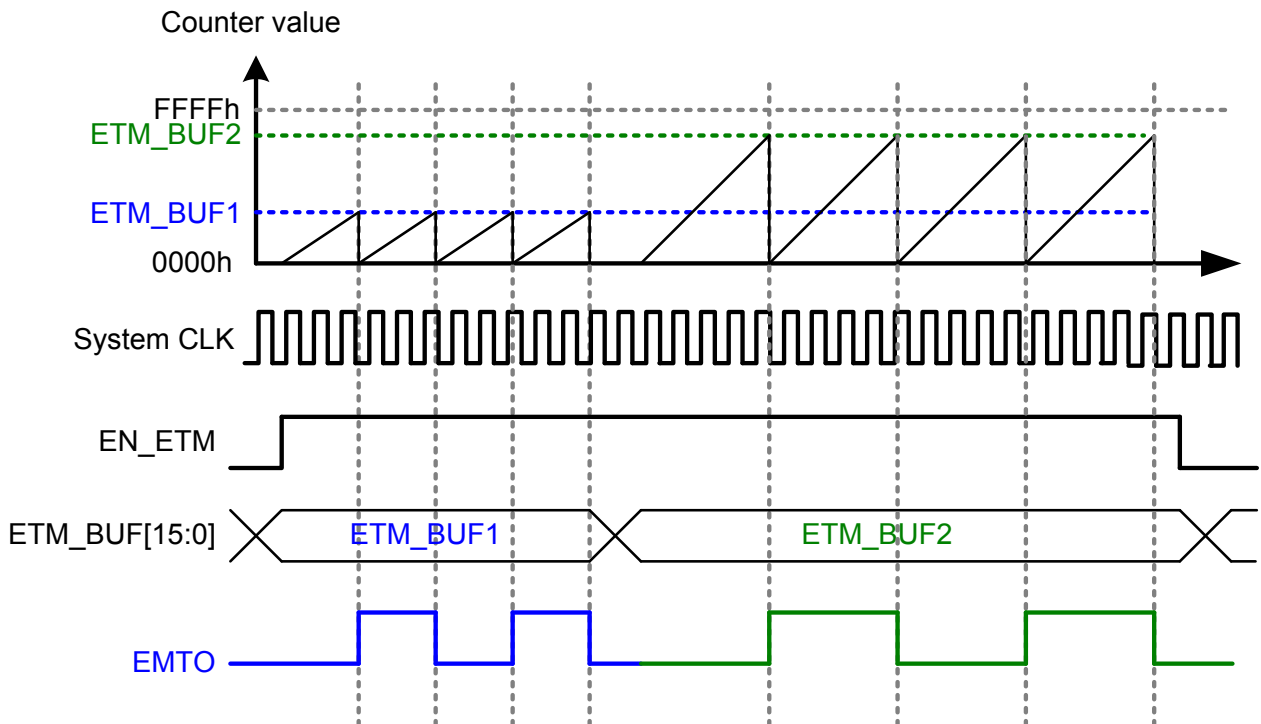 Counter value
FFFFh
ETM_BUF2
ETM_BUF1
0000h
System CLK
EN_ETM
ETM_BUF[15:0]
ETM_BUF1
ETM_BUF2
EMTO